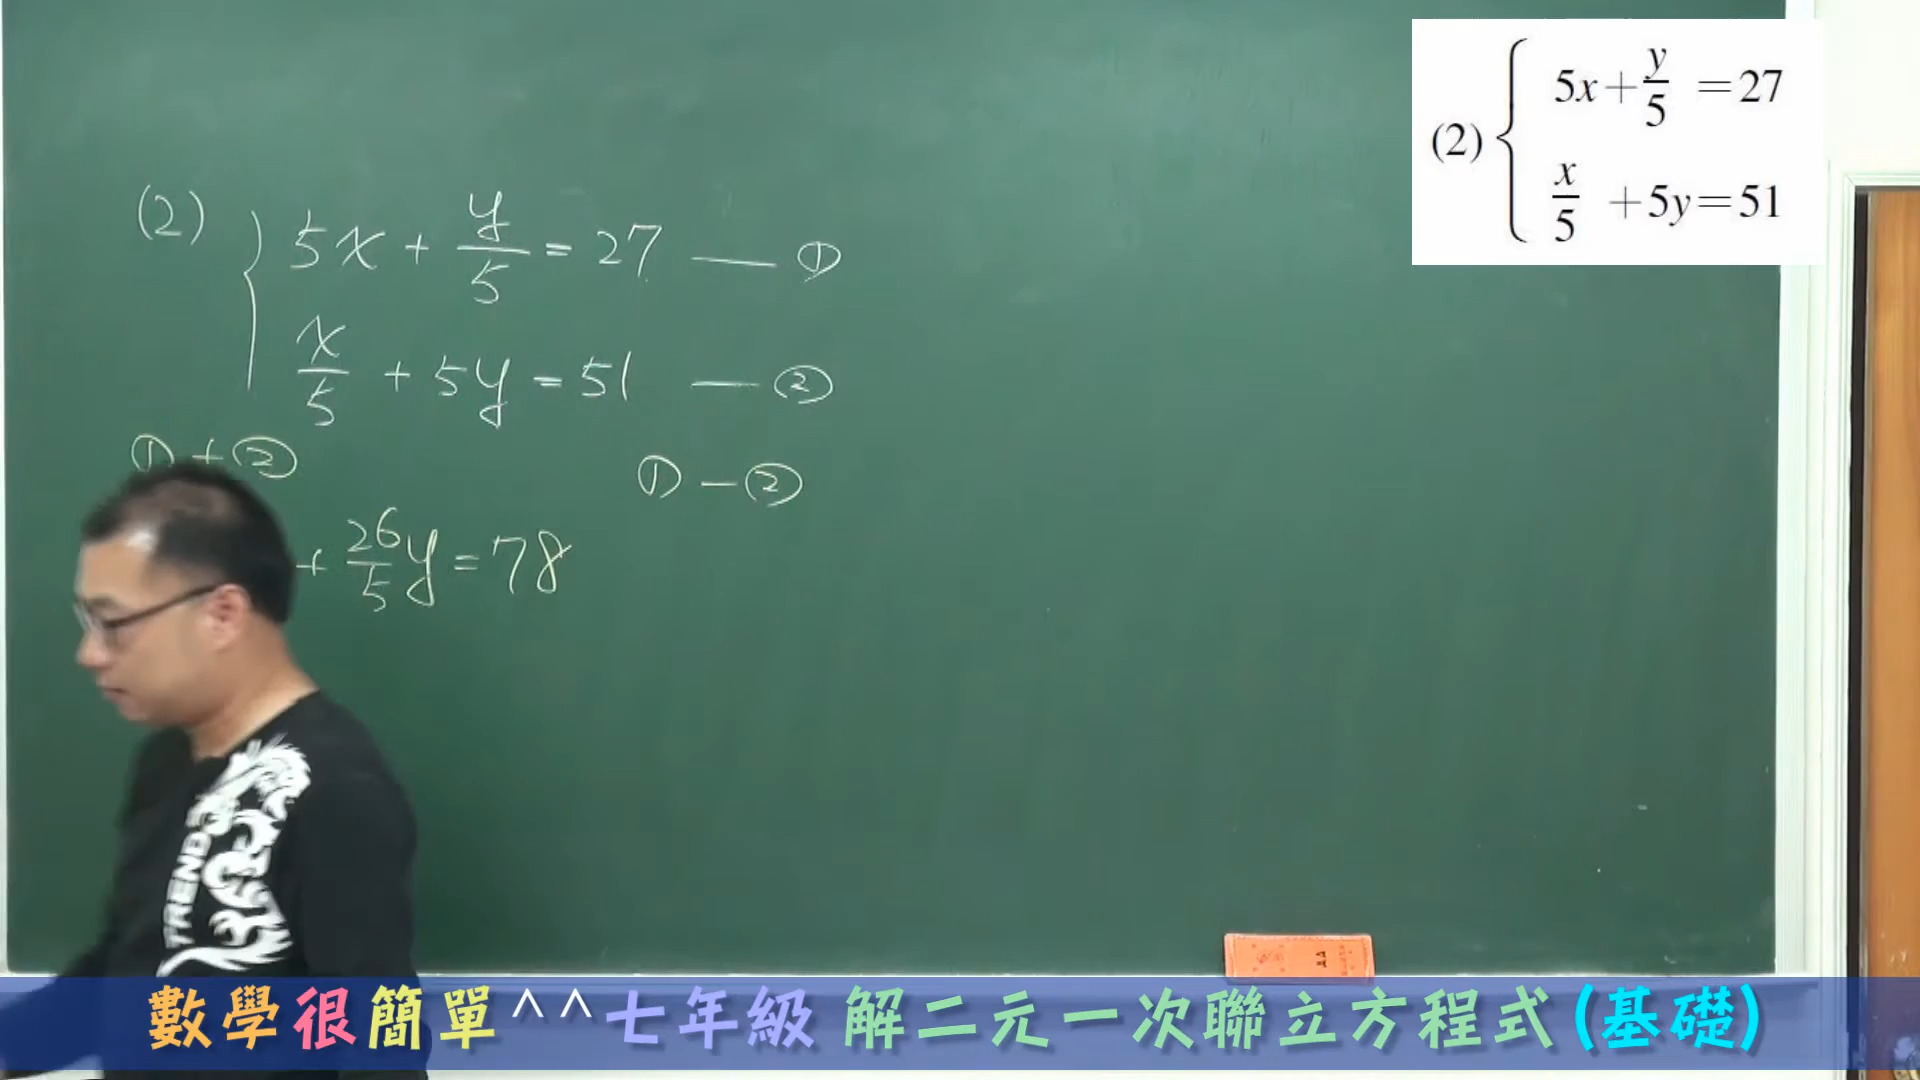 (2) { 5x + y/5 = 27 — ①
x/5 + 5y = 51 — ②
① + ②
① − ②
+ 26/5 y = 78
(2) { 5x + y/5 = 27
x/5 + 5y = 51
TREND
數學很簡單^^七年級 解二元一次聯立方程式(基礎)